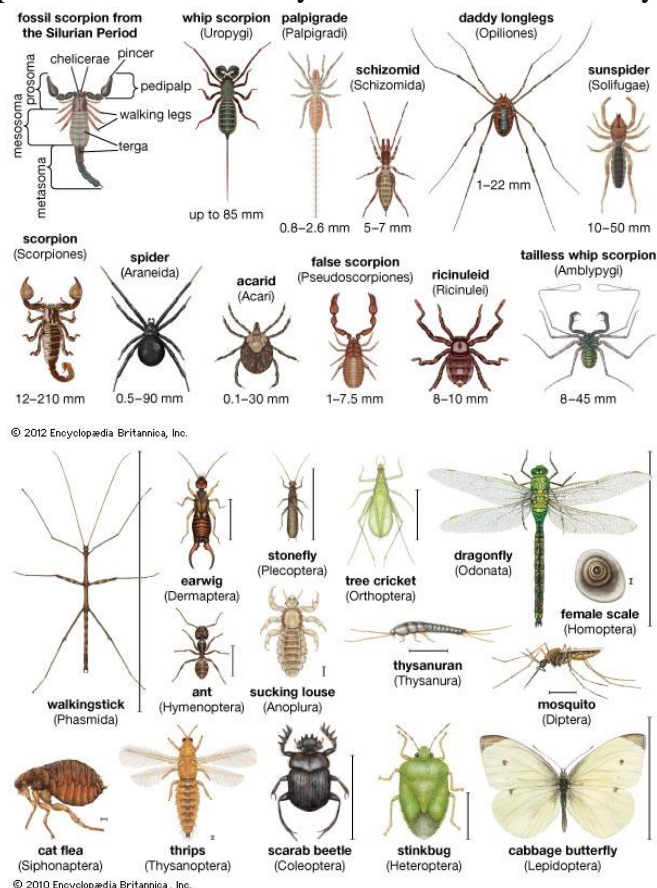 fossil scorpion from
the Silurian Period
chelicerae
pincer
prosoma
pedipalp
mesosoma
walking legs
terga
metasoma
whip scorpion
(Uropygi)
up to 85 mm
palpigrade
(Palpigradi)
0.8–2.6 mm
schizomid
(Schizomida)
5–7 mm
daddy longlegs
(Opiliones)
1–22 mm
sunspider
(Solifugae)
10–50 mm
scorpion
(Scorpiones)
12–210 mm
spider
(Araneida)
0.5–90 mm
acarid
(Acari)
0.1–30 mm
false scorpion
(Pseudoscorpiones)
1–7.5 mm
ricinuleid
(Ricinulei)
8–10 mm
tailless whip scorpion
(Amblypygi)
8–45 mm
© 2012 Encyclopædia Britannica, Inc.
walkingstick
(Phasmida)
earwig
(Dermaptera)
stonefly
(Plecoptera)
tree cricket
(Orthoptera)
dragonfly
(Odonata)
female scale
(Homoptera)
ant
(Hymenoptera)
sucking louse
(Anoplura)
thysanuran
(Thysanura)
mosquito
(Diptera)
cat flea
(Siphonaptera)
thrips
(Thysanoptera)
scarab beetle
(Coleoptera)
stinkbug
(Heteroptera)
cabbage butterfly
(Lepidoptera)
© 2010 Encyclopædia Britannica, Inc.